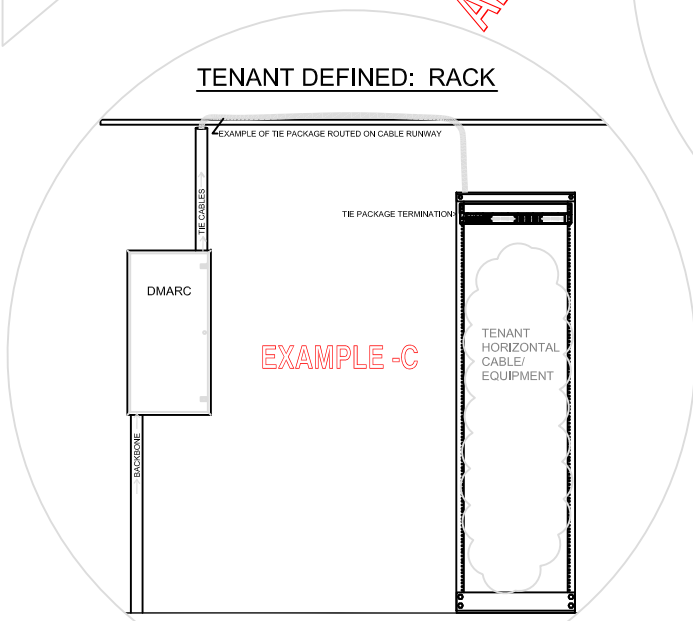 TENANT DEFINED: RACK
EXAMPLE OF TIE PACKAGE ROUTED ON CABLE RUNWAY
TIE CABLES
TIE PACKAGE TERMINATION
DMARC
EXAMPLE -C
TENANT
HORIZONTAL
CABLE/
EQUIPMENT
BACKBONE